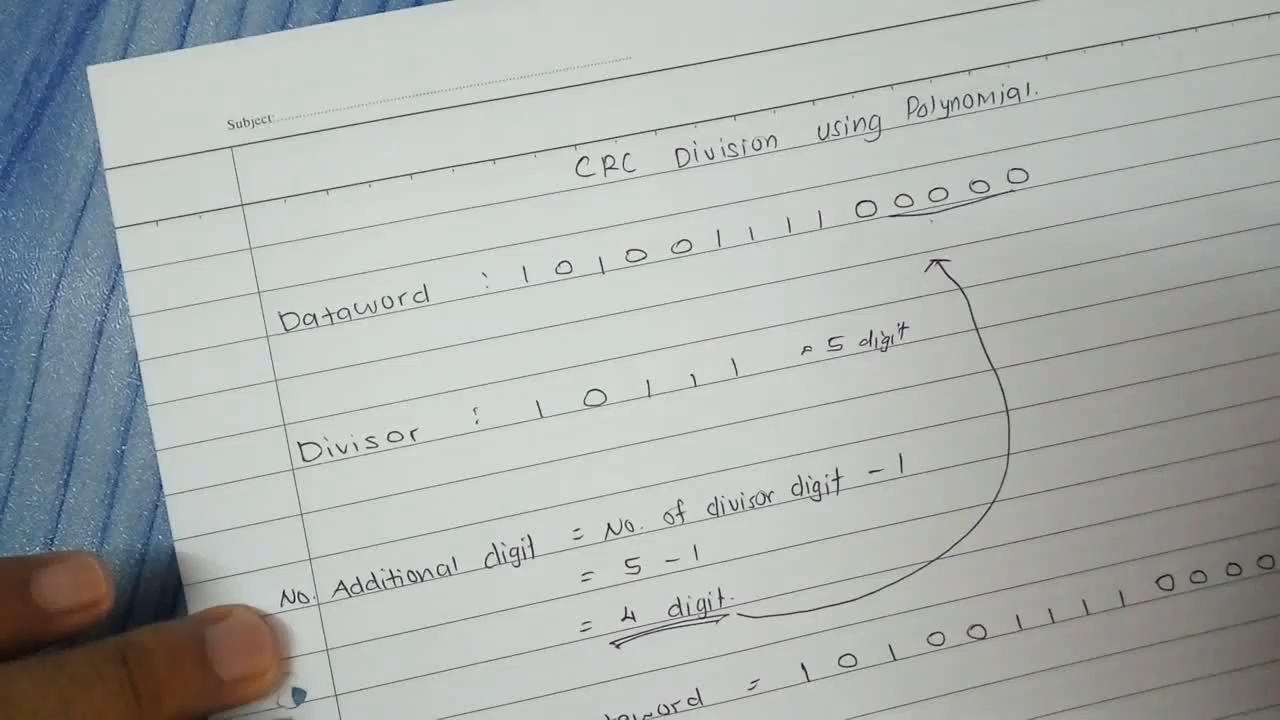 Subject:
CRC Division using Polynomial.
Dataword : 1 0 1 0 0 1 1 1 1 0 0 0 0 0
Divisor : 1 0 1 1 1 = 5 digit
No. Additional digit = No. of divisor digit - 1
= 5 - 1
= 4 digit.
= 1 0 1 0 0 1 1 1 1 0 0 0 0